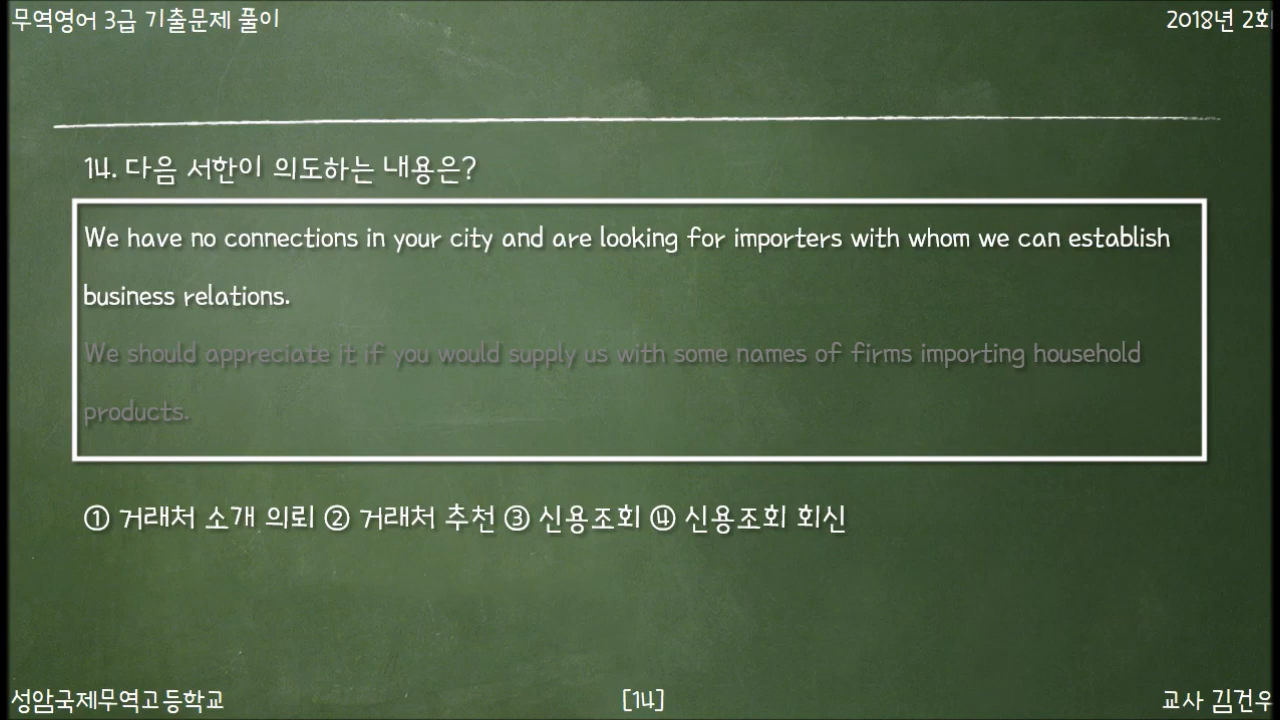 무역영어 3급 기출문제 풀이
2018년 2회
14. 다음 서한이 의도하는 내용은?
We have no connections in your city and are looking for importers with whom we can establish
business relations.
We should appreciate it if you would supply us with some names of firms importing household
products.
① 거래처 소개 의뢰 ② 거래처 추천 ③ 신용조회 ④ 신용조회 회신
성암국제무역고등학교
[14]
교사 김건우